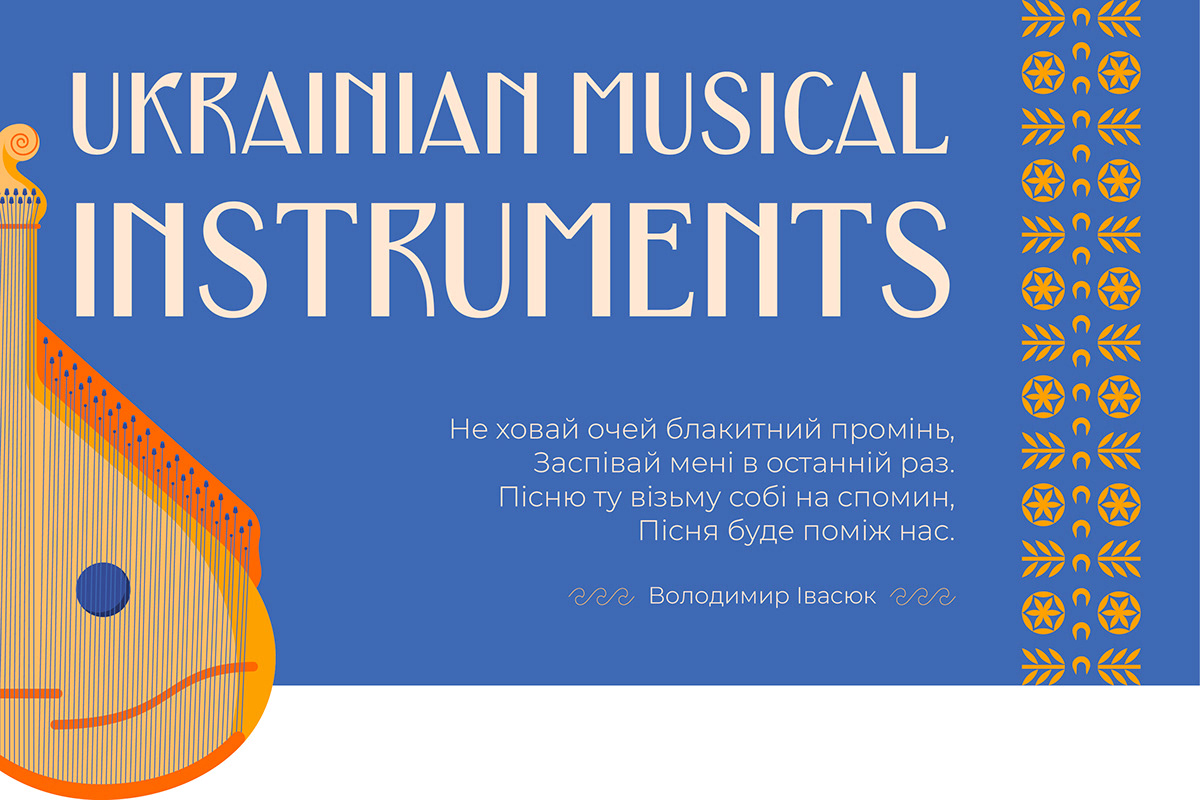 UKRAINIAN MUSICAL
INSTRUMENTS
Не ховай очей блакитний промінь,
Заспівай мені в останній раз.
Пісню ту візьму собі на спомин,
Пісня буде поміж нас.
Володимир Івасюк